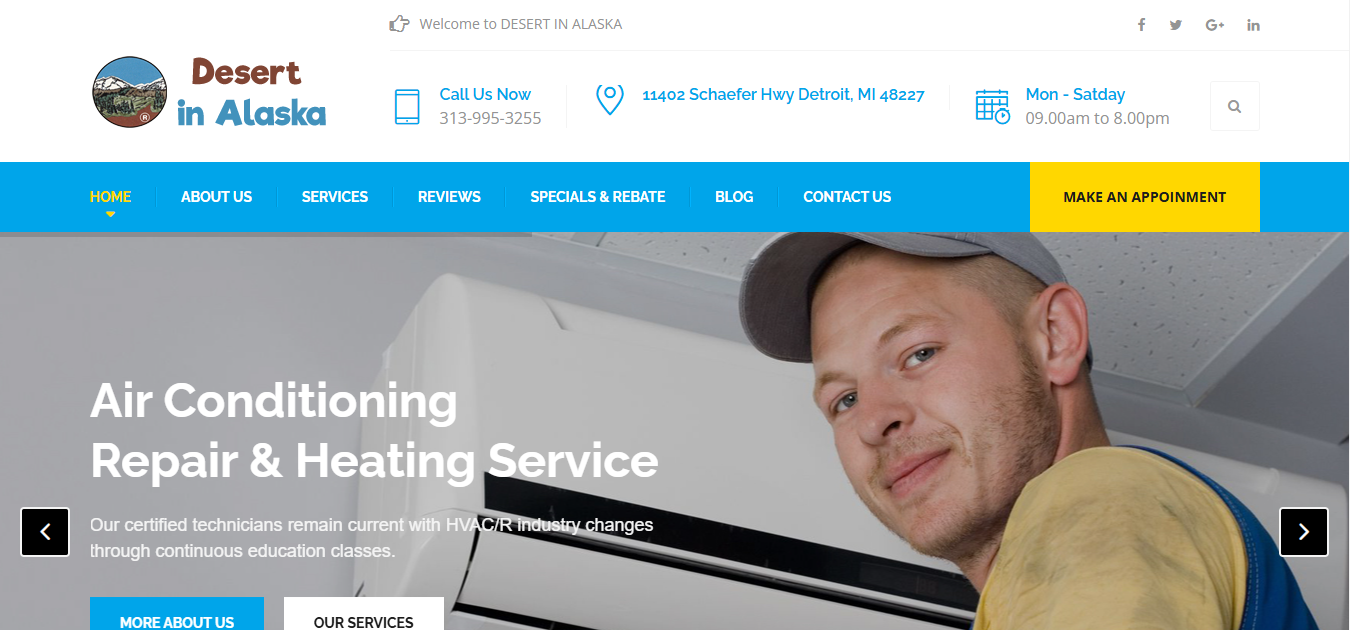 Welcome to DESERT IN ALASKA
Desert
in Alaska
®
Call Us Now
313-995-3255
11402 Schaefer Hwy Detroit, MI 48227
Mon - Satday
09.00am to 8.00pm
HOME
ABOUT US
SERVICES
REVIEWS
SPECIALS & REBATE
BLOG
CONTACT US
MAKE AN APPOINMENT
Air Conditioning
Repair & Heating Service
Our certified technicians remain current with HVAC/R industry changes
through continuous education classes.
MORE ABOUT US
OUR SERVICES